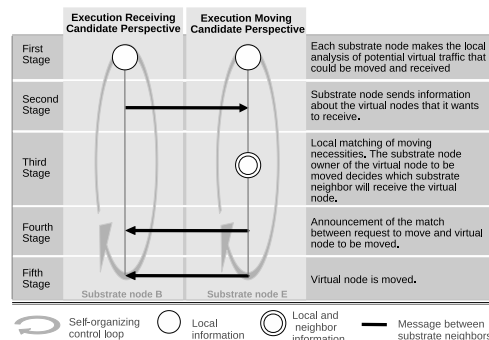 Execution Receiving
Candidate Perspective
Execution Moving
Candidate Perspective
First
Stage
Each substrate node makes the local
analysis of potential virtual traffic that
could be moved and received
Second
Stage
Substrate node sends information
about the virtual nodes that it wants
to receive.
Third
Stage
Local matching of moving
necessities. The substrate node
owner of the virtual node to be
moved decides which substrate
neighbor will receive the virtual
node.
Fourth
Stage
Announcement of the match
between request to move and virtual
node to be moved.
Fifth
Stage
Virtual node is moved.
Substrate node B
Substrate node E
Self-organizing
control loop
Local
information
Local and
neighbor
information
Message between
substrate neighbors